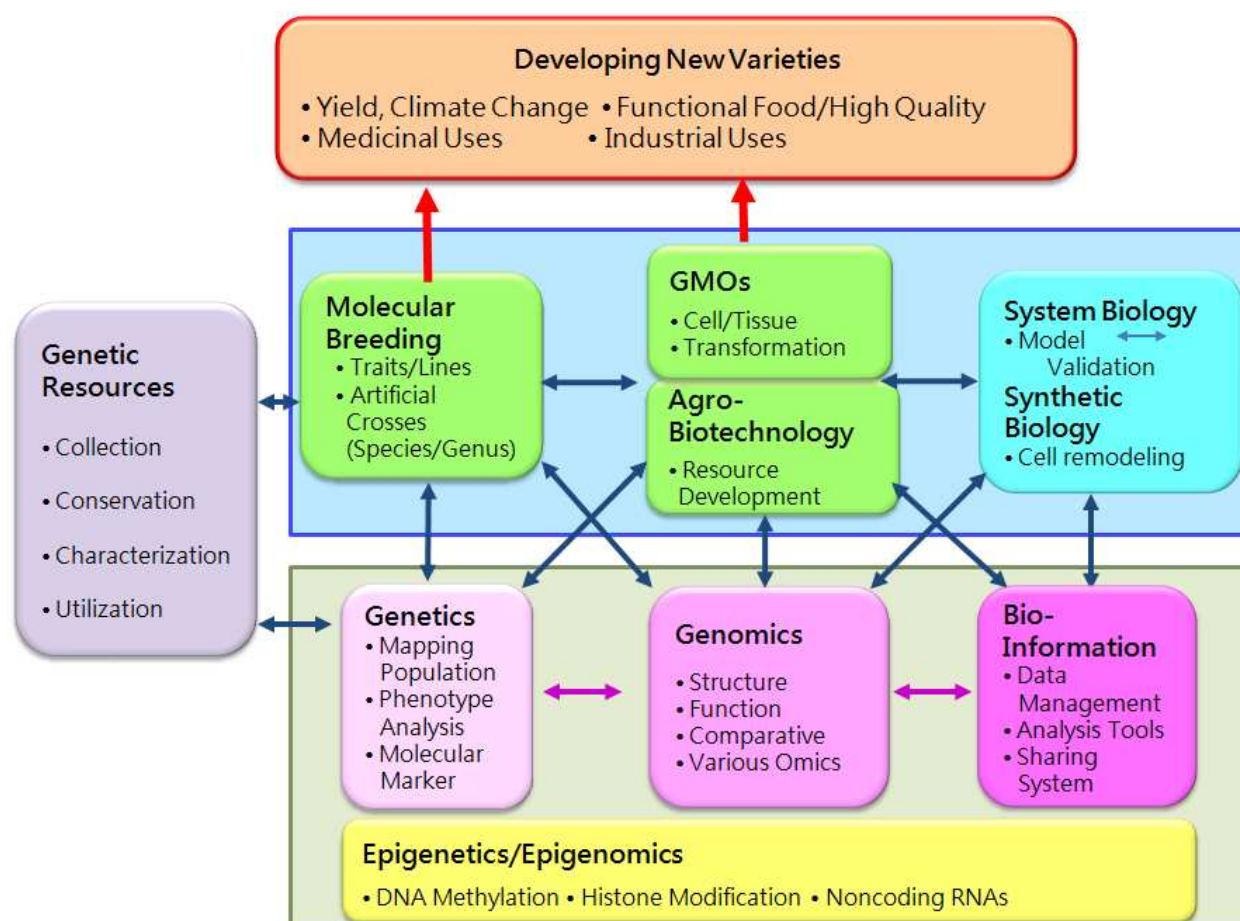 Developing New Varieties
• Yield, Climate Change • Functional Food/High Quality
• Medicinal Uses • Industrial Uses
Genetic
Resources
• Collection
• Conservation
• Characterization
• Utilization
Molecular
Breeding
• Traits/Lines
• Artificial
Crosses
(Species/Genus)
GMOs
• Cell/Tissue
• Transformation
Agro-
Biotechnology
• Resource
Development
System Biology
• Model
Validation
Synthetic
Biology
• Cell remodeling
Genetics
• Mapping
Population
• Phenotype
Analysis
• Molecular
Marker
Genomics
• Structure
• Function
• Comparative
• Various Omics
Bio-
Information
• Data
Management
• Analysis Tools
• Sharing
System
Epigenetics/Epigenomics
• DNA Methylation • Histone Modification • Noncoding RNAs